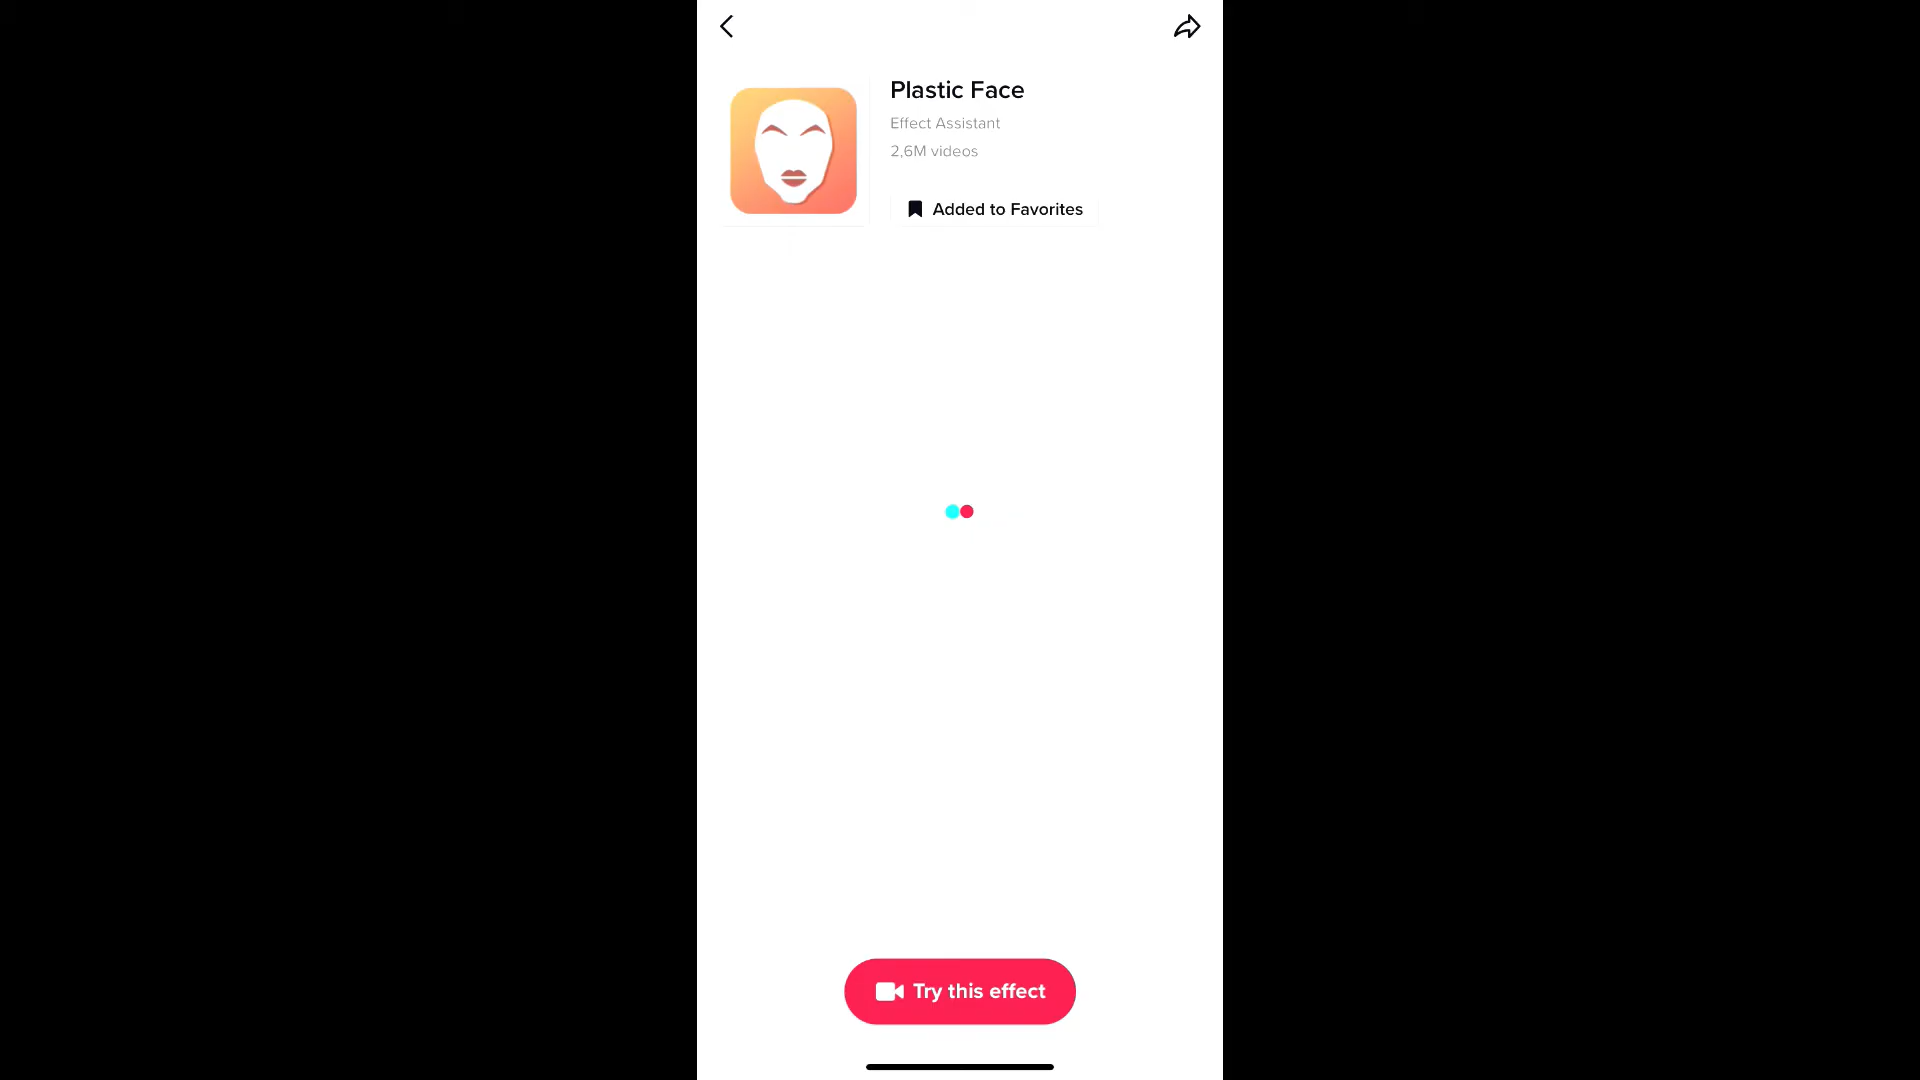 Plastic Face
Effect Assistant
2,6M videos
Added to Favorites
Try this effect